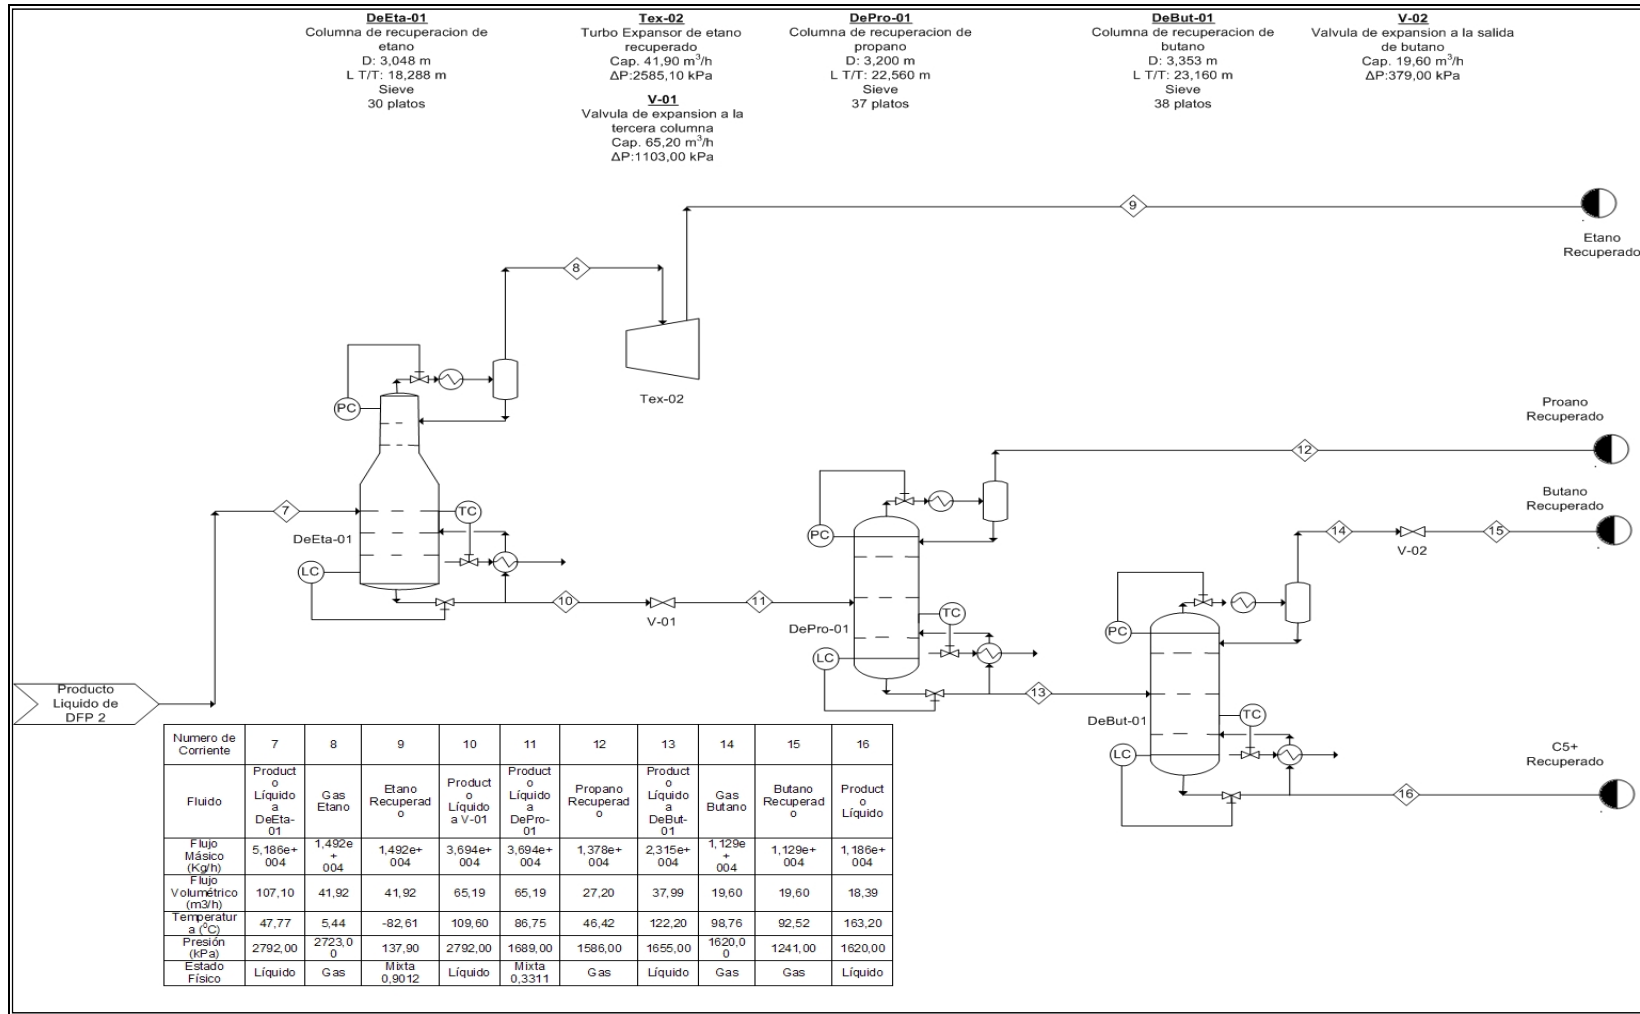 DeEta-01
Columna de recuperacion de
etano
D: 3,048 m
L T/T: 18,288 m
Sieve
30 platos
Tex-02
Turbo Expansor de etano
recuperado
Cap. 41,90 m³/h
ΔP:2585,10 kPa
V-01
Valvula de expansion a la
tercera columna
Cap. 65,20 m³/h
ΔP:1103,00 kPa
DePro-01
Columna de recuperacion de
propano
D: 3,200 m
L T/T: 22,560 m
Sieve
37 platos
DeBut-01
Columna de recuperacion de
butano
D: 3,353 m
L T/T: 23,160 m
Sieve
38 platos
V-02
Valvula de expansion a la salida
de butano
Cap. 19,60 m³/h
ΔP:379,00 kPa
9
Etano
Recuperado
8
Tex-02
PC
Proano
Recuperado
12
Butano
Recuperado
7
TC
DeEta-01
LC
10
V-01
11
PC
TC
DePro-01
LC
13
14
V-02
15
PC
TC
DeBut-01
LC
C5+
Recuperado
16
Producto
Liquido de
DFP 2
Numero de
Corriente
7
8
9
10
11
12
13
14
15
16
Fluido
Product
o
Líquido
a
DeEta-
01
Gas
Etano
Etano
Recuperad
o
Product
o
Líquido
a V-01
Product
o
Líquido
a
DePro-
01
Propano
Recuperad
o
Product
o
Líquido
a
DeBut-
01
Gas
Butano
Butano
Recuperad
o
Product
o
Líquido
Flujo
Másico
(Kg/h)
5,186e+
004
1,492e
+
004
1,492e+
004
3,694e+
004
3,694e+
004
1,378e+
004
2,315e+
004
1,129e
+
004
1,129e+
004
1,186e+
004
Flujo
Volumétrico
(m3/h)
107,10
41,92
41,92
65,19
65,19
27,20
37,99
19,60
19,60
18,39
Temperatur
a (⁰C)
47,77
5,44
-82,61
109,60
86,75
46,42
122,20
98,76
92,52
163,20
Presión
(kPa)
2792,00
2723,0
0
137,90
2792,00
1689,00
1586,00
1655,00
1620,0
0
1241,00
1620,00
Estado
Físico
Líquido
Gas
Mixta
0,9012
Líquido
Mixta
0,3311
Gas
Líquido
Gas
Gas
Líquido